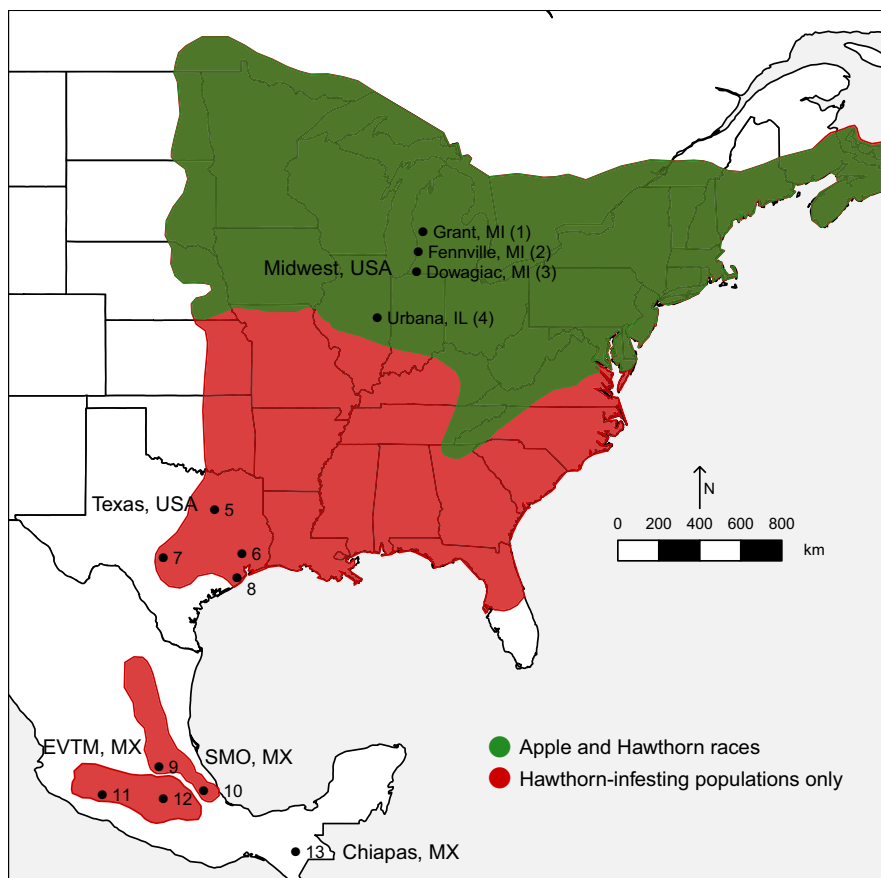 Grant, MI (1)
Fennville, MI (2)
Midwest, USA
Dowagiac, MI (3)
Urbana, IL (4)
Texas, USA
5
7
6
8
N
0 200 400 600 800
km
EVTM, MX
SMO, MX
9
10
11
12
13
Chiapas, MX
Apple and Hawthorn races
Hawthorn-infesting populations only